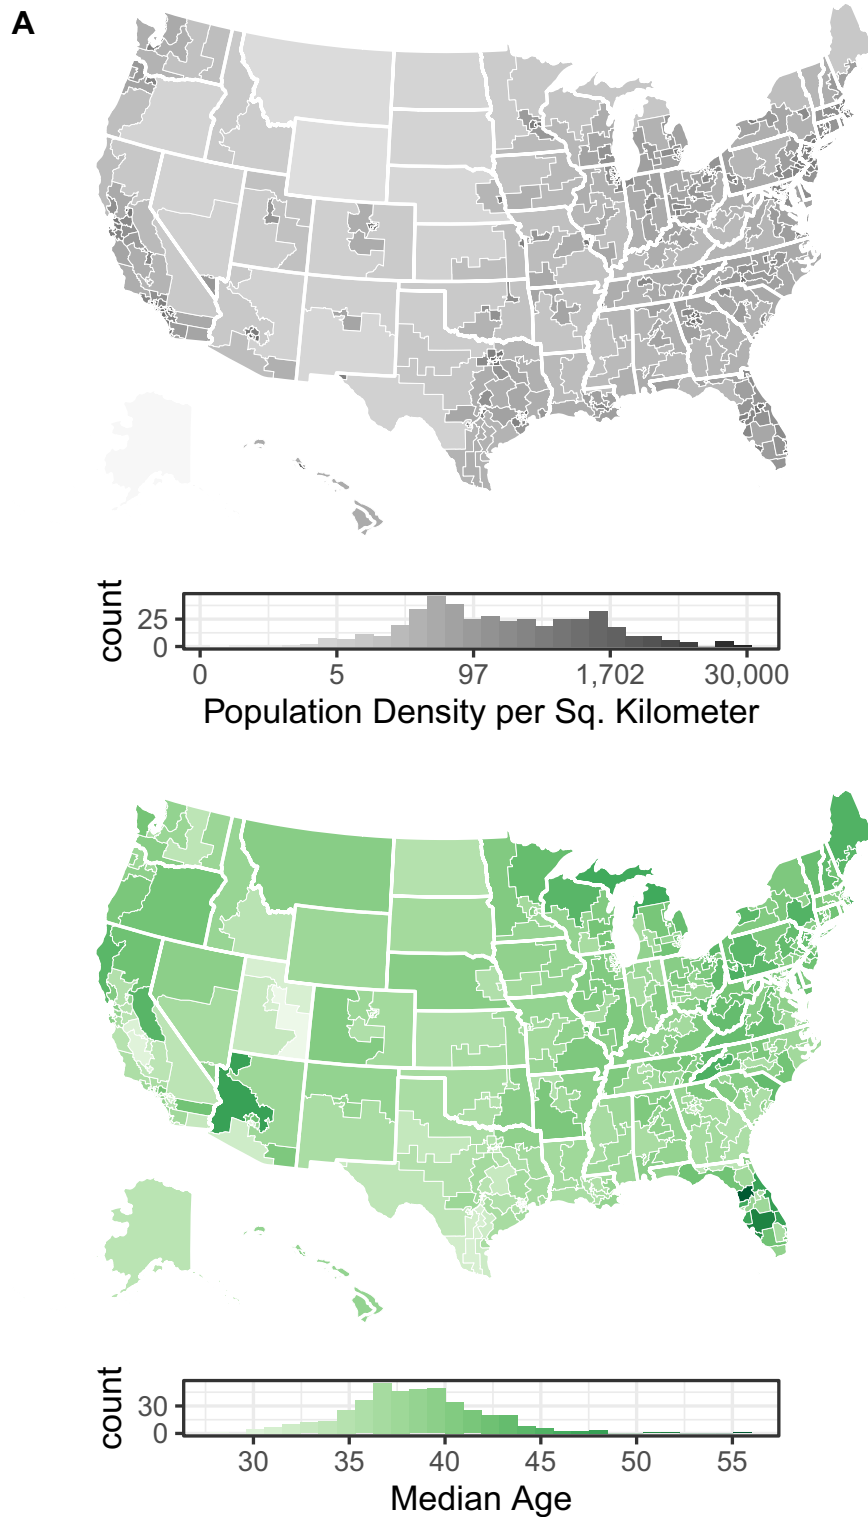 A
count
25
0
0 5 97 1,702 30,000
Population Density per Sq. Kilometer
count
30
0
30 35 40 45 50 55
Median Age